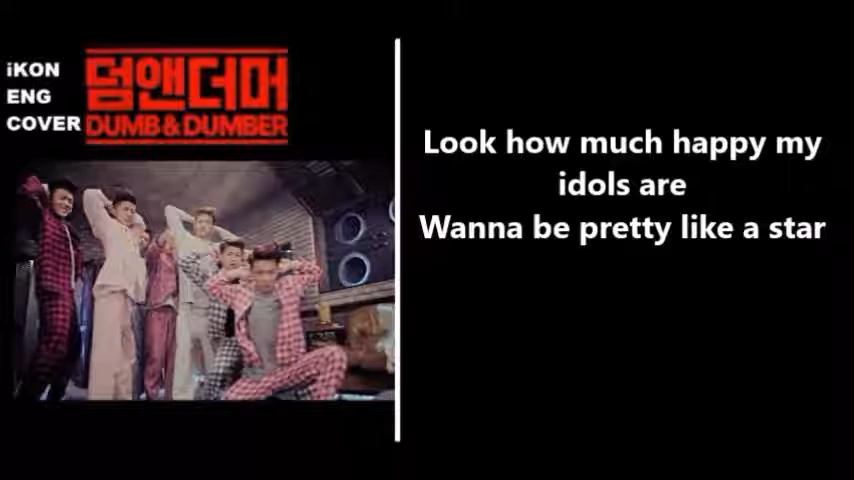 iKON
ENG
COVER
덤앤더머
DUMB&DUMBER
Look how much happy my
idols are
Wanna be pretty like a star